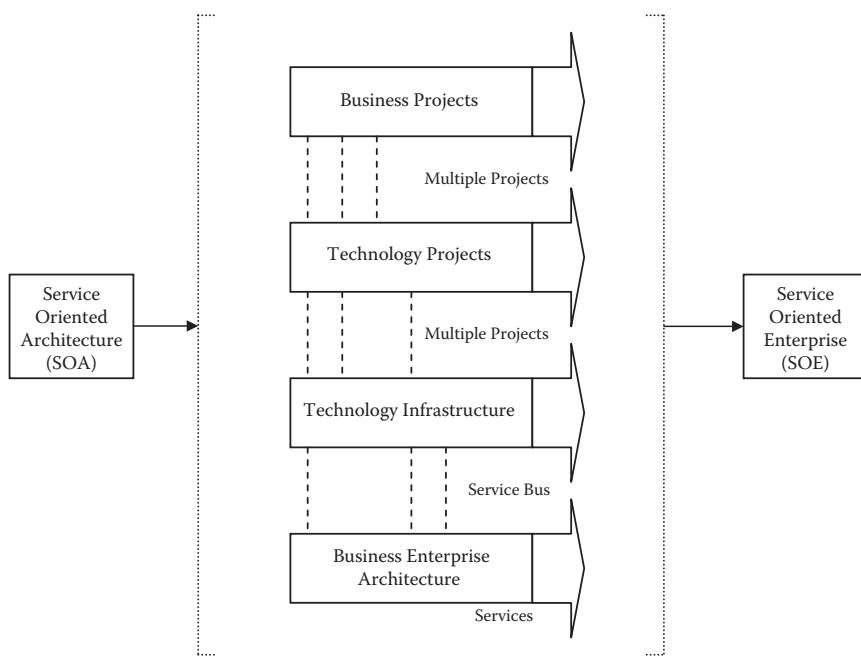 Business Projects
Multiple Projects
Technology Projects
Service
Oriented
Architecture
(SOA)
Multiple Projects
Service
Oriented
Enterprise
(SOE)
Technology Infrastructure
Service Bus
Business Enterprise
Architecture
Services